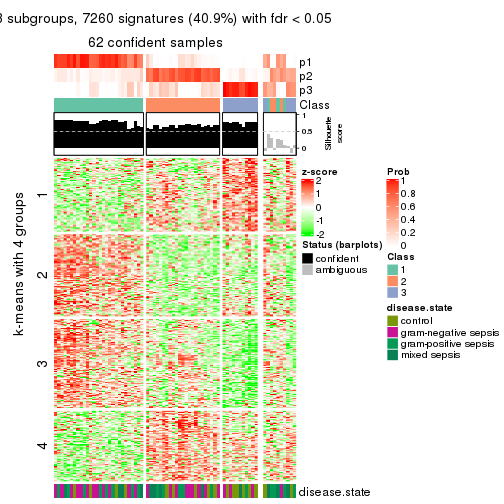 3 subgroups, 7260 signatures (40.9%) with fdr < 0.05
62 confident samples
p1
p2
p3
Class
1
0.5
0
Silhouette
score
k-means with 4 groups
1
2
3
4
z-score
2
1
0
-1
-2
Status (barplots)
confident
ambiguous
Prob
1
0.8
0.6
0.4
0.2
0
Class
1
2
3
disease.state
control
gram-negative sepsis
gram-positive sepsis
mixed sepsis
disease.state